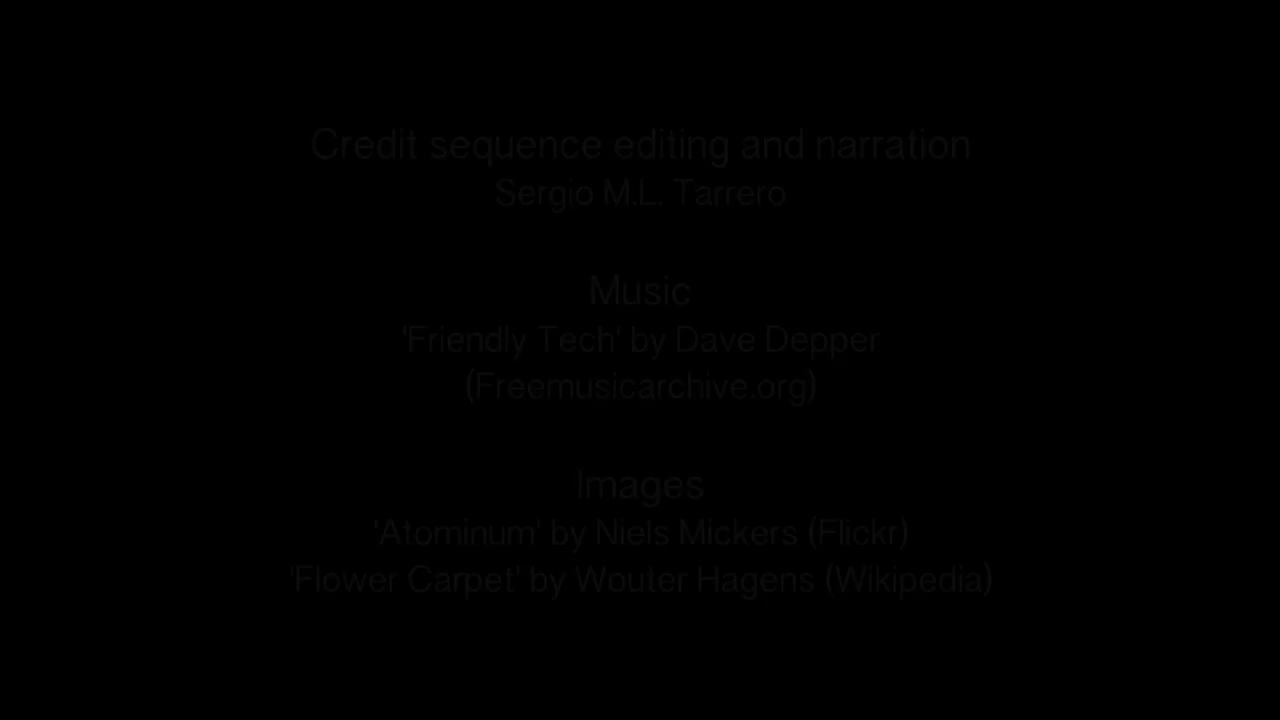 Credit sequence editing and narration
Sergio M.L. Tarrero
Music
'Friendly Tech' by Dave Depper
(Freemusicarchive.org)
Images
'Atominum' by Niels Mickers (Flickr)
'Flower Carpet' by Wouter Hagens (Wikipedia)